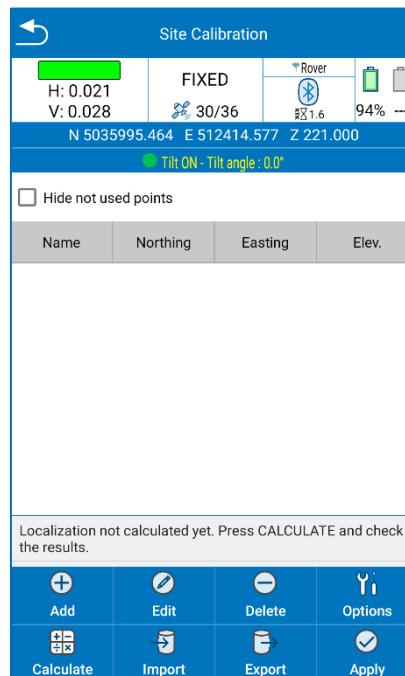 Site Calibration
H: 0.021
V: 0.028
FIXED
30/36
Rover
1.6
94%
--
N 5035995.464 E 512414.577 Z 221.000
Tilt ON - Tilt angle : 0.0°
Hide not used points
Name Northing Easting Elev.
Localization not calculated yet. Press CALCULATE and check
the results.
Add Edit Delete Options
Calculate Import Export Apply